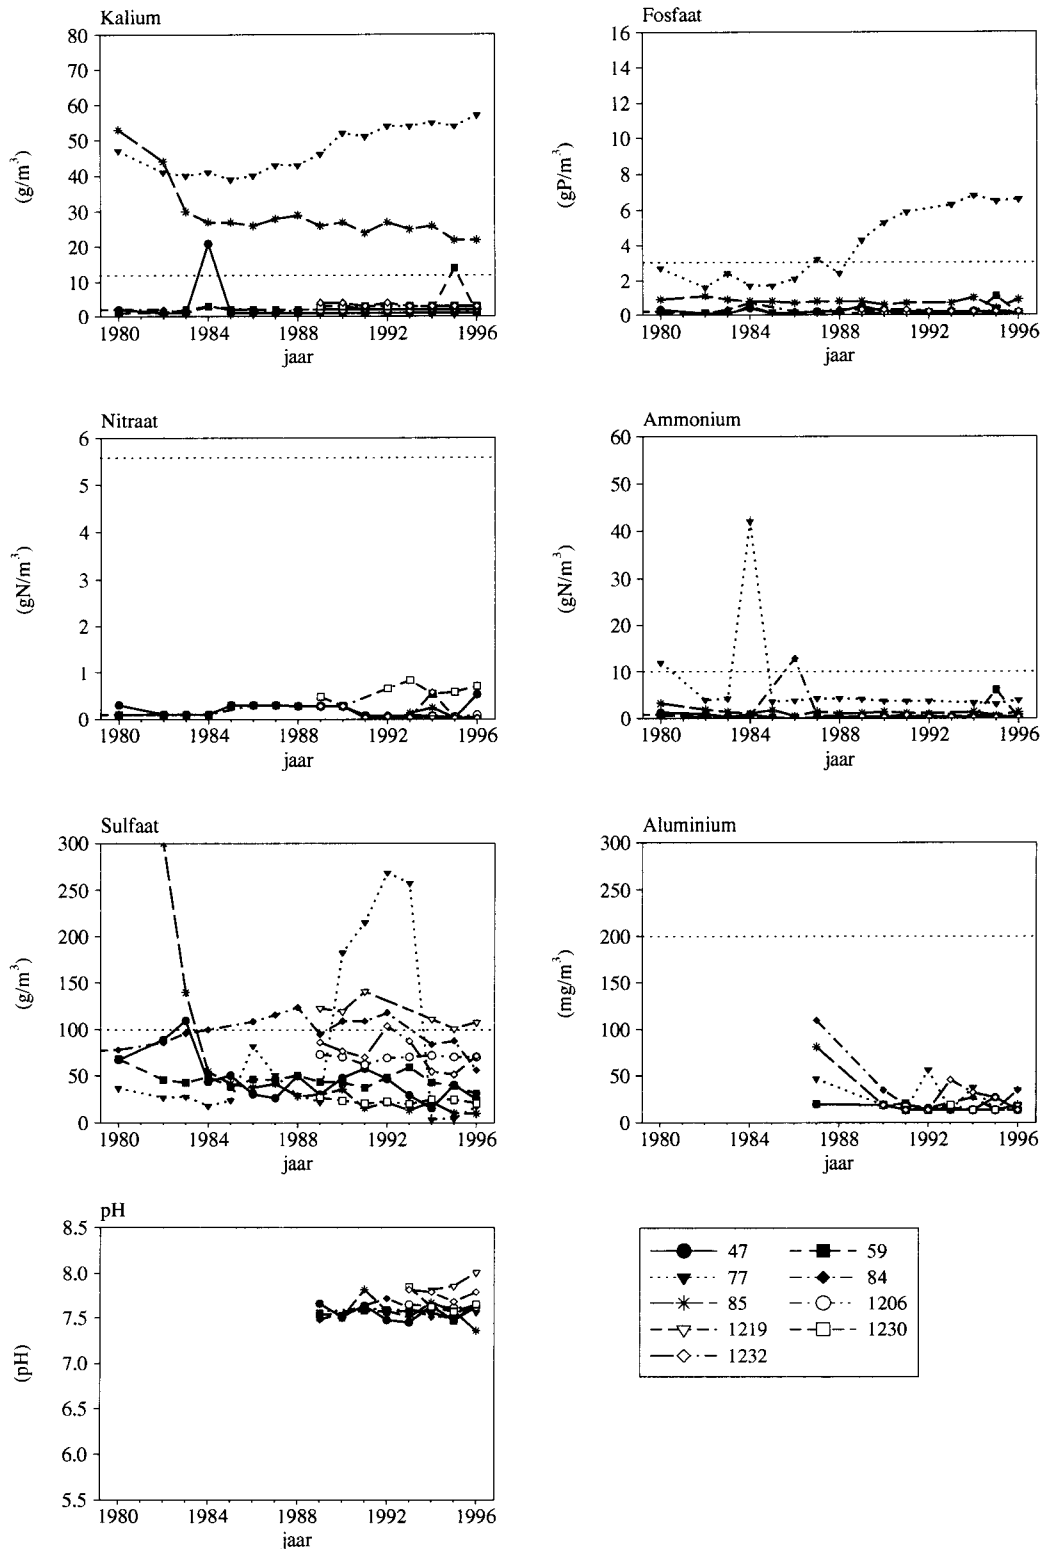 Kalium
80
70
60
50
40
30
20
10
0
(g/m³)
1980 1984 1988 1992 1996
jaar
Fosfaat
16
14
12
10
8
6
4
2
0
(gP/m³)
1980 1984 1988 1992 1996
jaar
Nitraat
6
5
4
3
2
1
0
(gN/m³)
1980 1984 1988 1992 1996
jaar
Ammonium
60
50
40
30
20
10
0
(gN/m³)
1980 1984 1988 1992 1996
jaar
Sulfaat
300
250
200
150
100
50
0
(g/m³)
1980 1984 1988 1992 1996
jaar
Aluminium
300
250
200
150
100
50
0
(mg/m³)
1980 1984 1988 1992 1996
jaar
pH
8.5
8.0
7.5
7.0
6.5
6.0
5.5
(pH)
1980 1984 1988 1992 1996
jaar
47 59
77 84
85 1206
1219 1230
1232